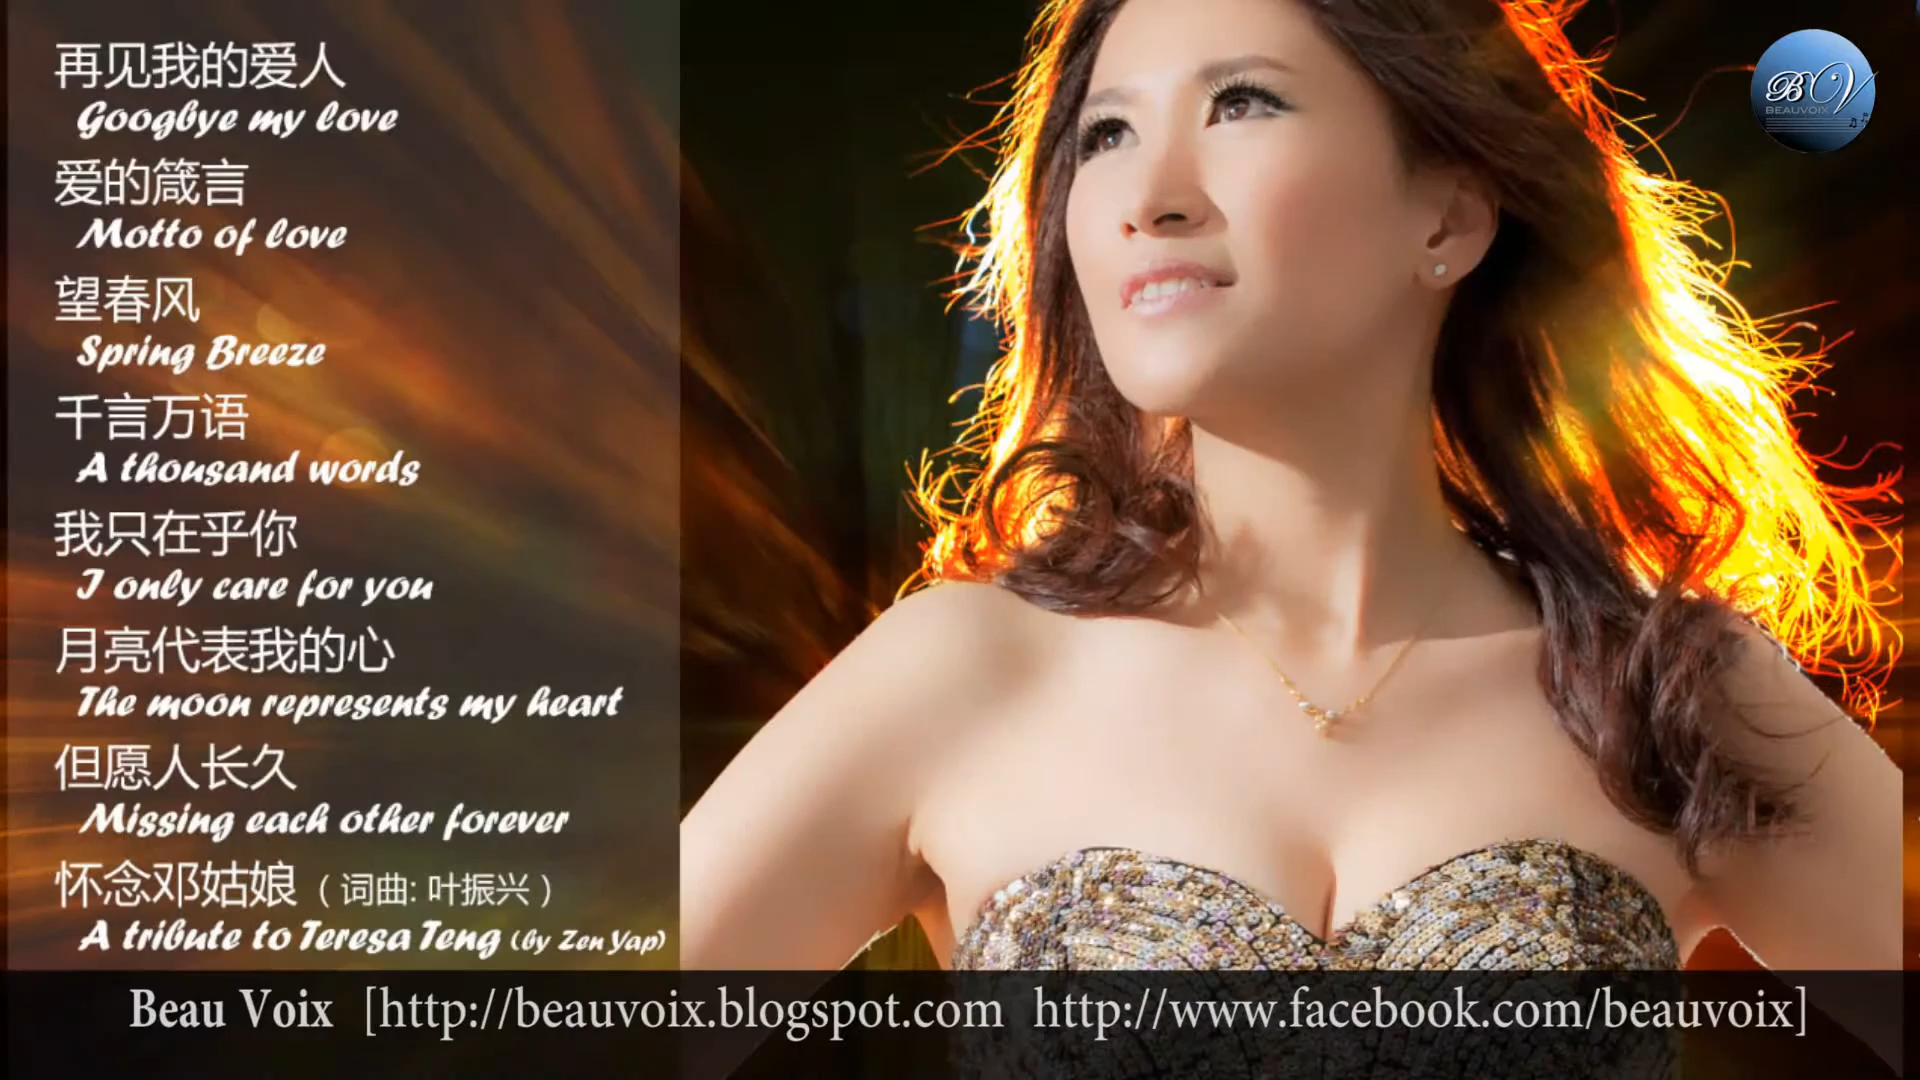 再见我的爱人
Googbye my love
爱的箴言
Motto of love
望春风
Spring Breeze
千言万语
A thousand words
我只在乎你
I only care for you
月亮代表我的心
The moon represents my heart
但愿人长久
Missing each other forever
怀念邓姑娘（词曲: 叶振兴）
A tribute to Teresa Teng (by Zen Yap)
BV
BEAUVOIX
Beau Voix [http://beauvoix.blogspot.com http://www.facebook.com/beauvoix]